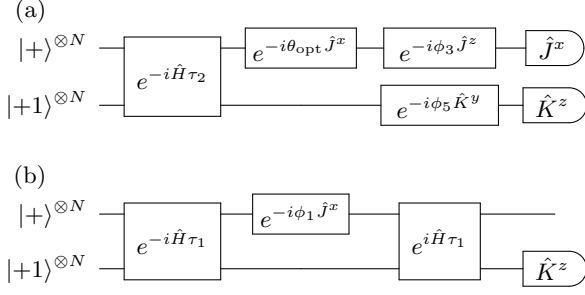 (a)
|+⟩^{⊗N} e^{-iĤτ_2} e^{-iθ_opt Ĵ^x} e^{-iϕ_3 Ĵ^z} Ĵ^x
|+1⟩^{⊗N} e^{-iϕ_5 K̂^y} K̂^z
(b)
|+⟩^{⊗N} e^{-iĤτ_1} e^{-iϕ_1 Ĵ^x} e^{iĤτ_1}
|+1⟩^{⊗N} K̂^z